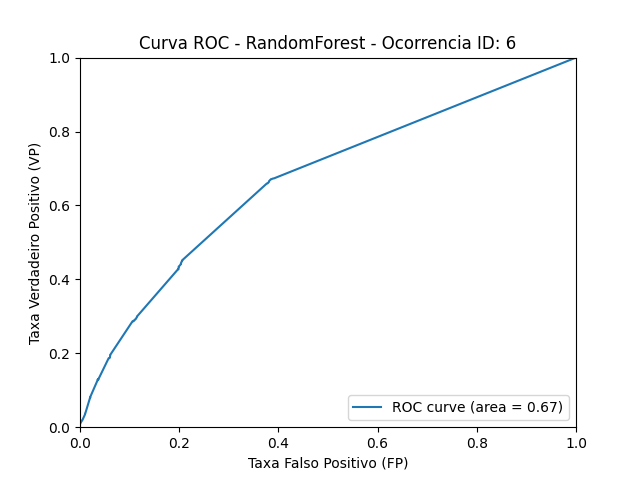 Curva ROC - RandomForest - Ocorrencia ID: 6
1.0
0.8
0.6
0.4
0.2
0.0
Taxa Verdadeiro Positivo (VP)
ROC curve (area = 0.67)
0.0 0.2 0.4 0.6 0.8 1.0
Taxa Falso Positivo (FP)